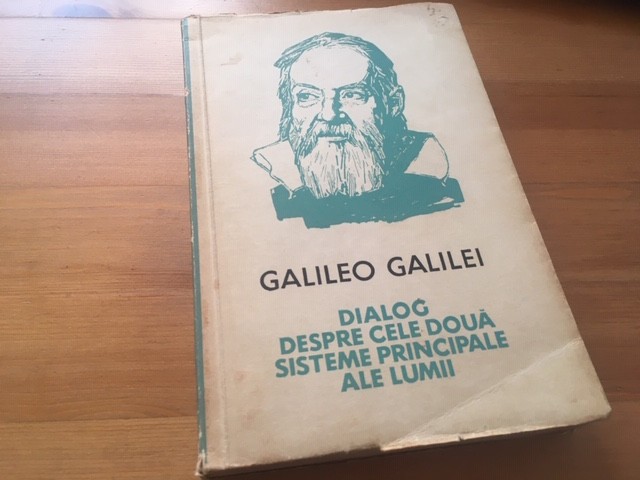 GALILEO GALILEI
DIALOG
DESPRE CELE DOUĂ
SISTEME PRINCIPALE
ALE LUMII